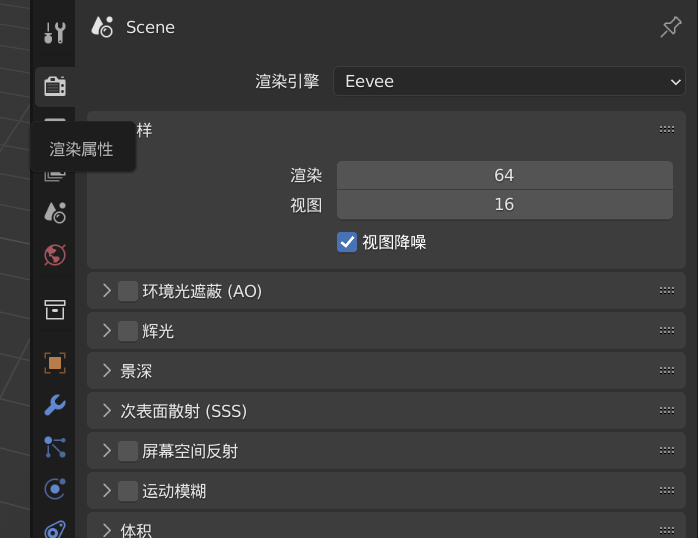 Scene
渲染引擎 Eevee
样
渲染属性
渲染 64
视图 16
视图降噪
环境光遮蔽 (AO)
辉光
景深
次表面散射 (SSS)
屏幕空间反射
运动模糊
体积